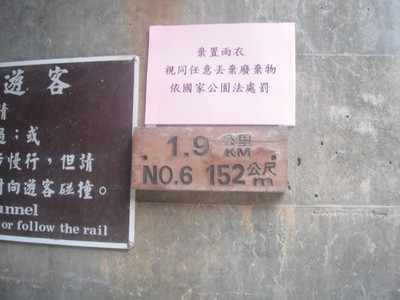 棄置雨衣
視同任意丟棄廢棄物
依國家公園法處罰
1.9 公里 KM
NO.6 152 公尺 m
遊客
請
；或
慢行，但請
向遊客碰撞。
unnel
or follow the rail